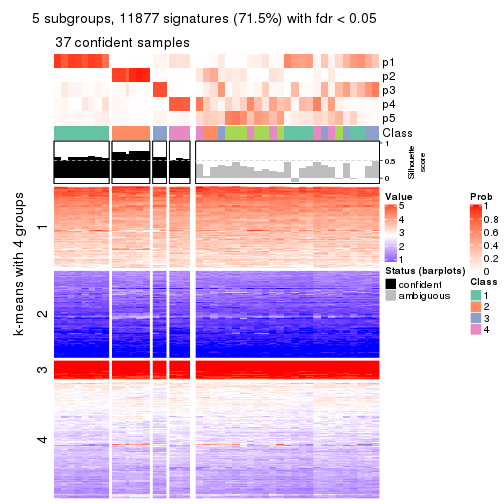 5 subgroups, 11877 signatures (71.5%) with fdr < 0.05
37 confident samples
p1
p2
p3
p4
p5
Class
1
0.5
0
Silhouette
score
k-means with 4 groups
1
2
3
4
Value
5
4
3
2
1
Status (barplots)
confident
ambiguous
Prob
1
0.8
0.6
0.4
0.2
0
Class
1
2
3
4